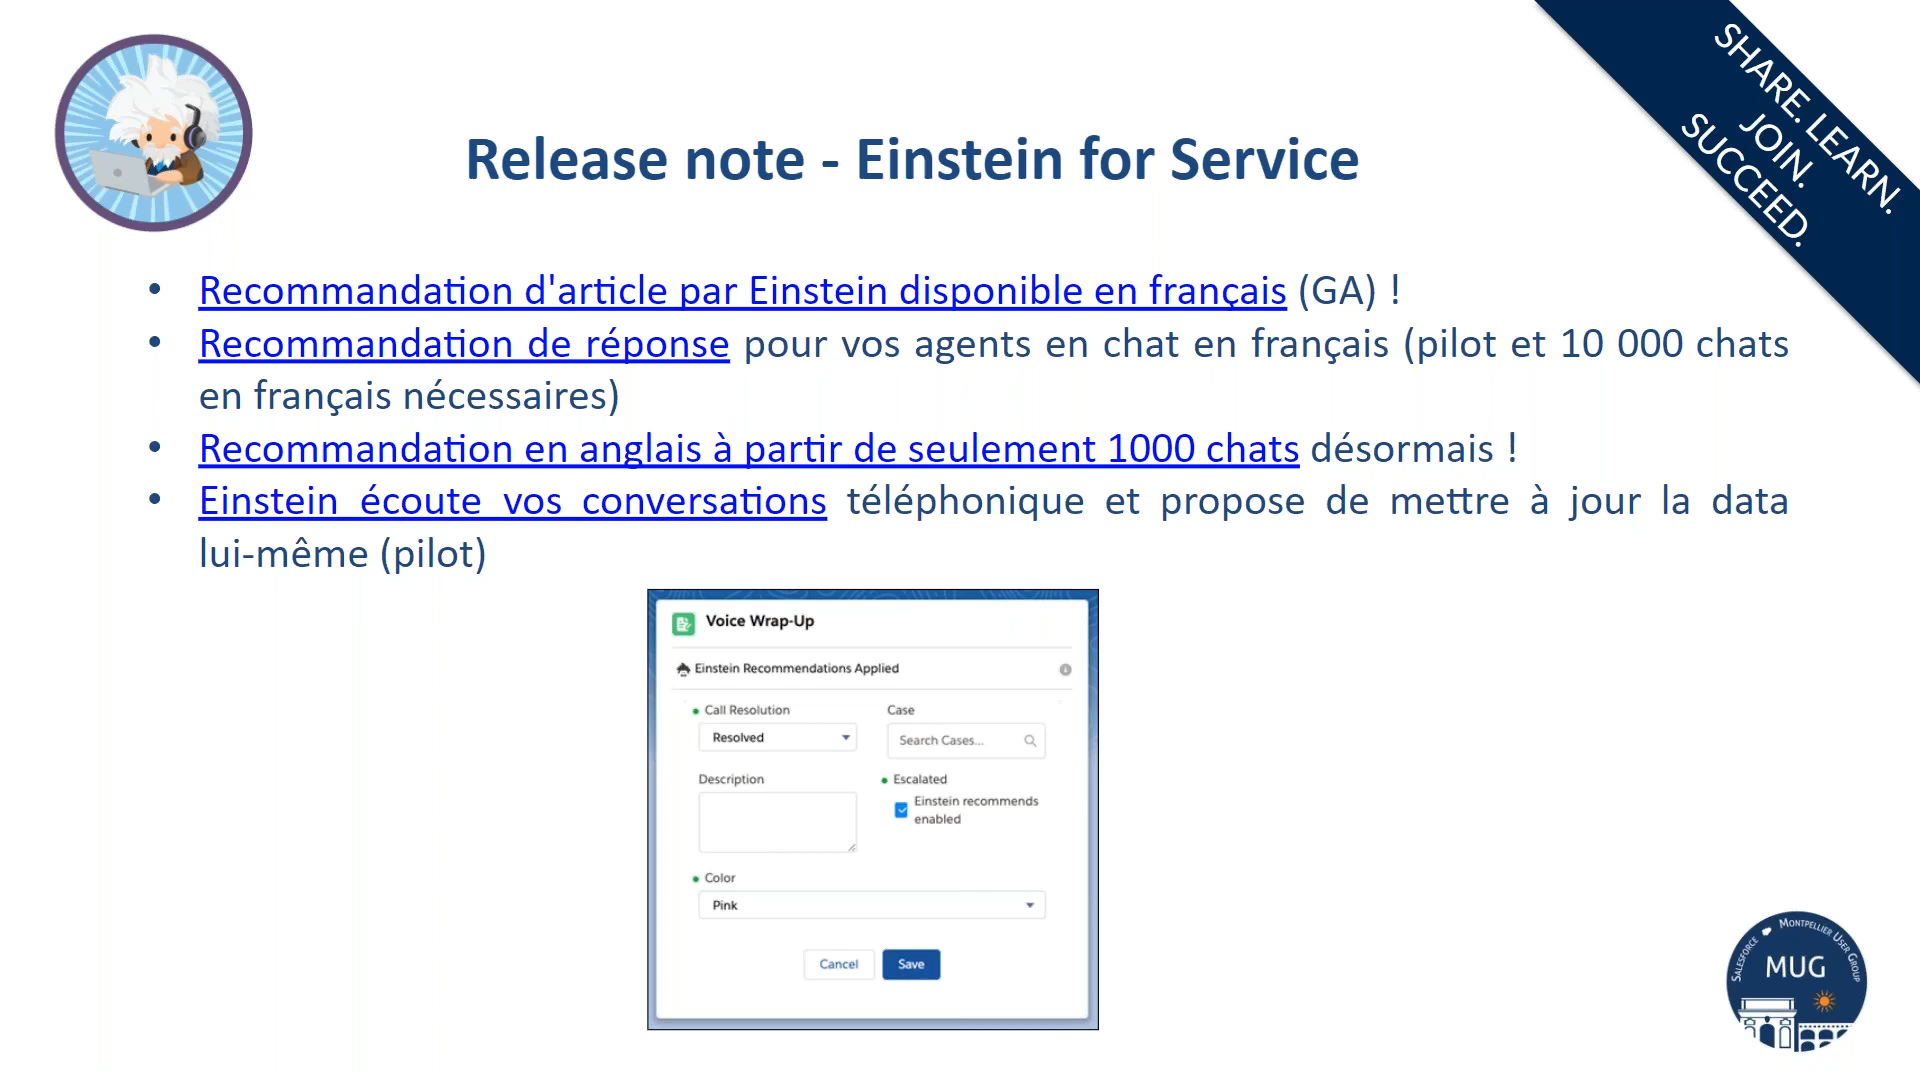 SHARE. LEARN.
JOIN.
SUCCEED.
Release note - Einstein for Service
• Recommandation d'article par Einstein disponible en français (GA) !
• Recommandation de réponse pour vos agents en chat en français (pilot et 10 000 chats
en français nécessaires)
• Recommandation en anglais à partir de seulement 1000 chats désormais !
• Einstein écoute vos conversations téléphonique et propose de mettre à jour la data
lui-même (pilot)
Voice Wrap-Up
Einstein Recommendations Applied
Call Resolution
Resolved
Case
Search Cases...
Description
Escalated
Einstein recommends
enabled
Color
Pink
Cancel
Save
SALESFORCE MONTPELLIER USER GROUP
MUG